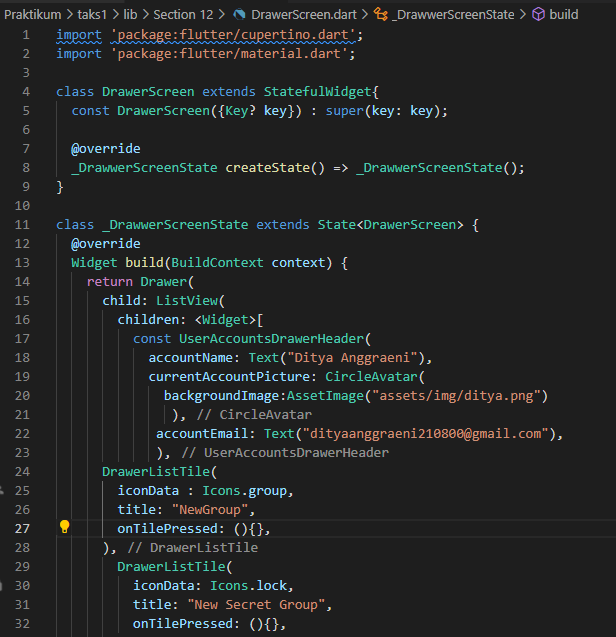 Praktikum > taks1 > lib > Section 12 > DrawerScreen.dart > _DrawwerScreenState > build
1 import 'package:flutter/cupertino.dart';
2 import 'package:flutter/material.dart';
3
4 class DrawerScreen extends StatefulWidget{
5 const DrawerScreen({Key? key}) : super(key: key);
6
7 @override
8 _DrawwerScreenState createState() => _DrawwerScreenState();
9 }
10
11 class _DrawwerScreenState extends State<DrawerScreen> {
12 @override
13 Widget build(BuildContext context) {
14 return Drawer(
15 child: ListView(
16 children: <Widget>[
17 const UserAccountsDrawerHeader(
18 accountName: Text("Ditya Anggraeni"),
19 currentAccountPicture: CircleAvatar(
20 backgroundImage:AssetImage("assets/img/ditya.png")
21 ), // CircleAvatar
22 accountEmail: Text("dityaanggraeni210800@gmail.com"),
23 ), // UserAccountsDrawerHeader
24 DrawerListTile(
25 iconData : Icons.group,
26 title: "NewGroup",
27 onTilePressed: (){},
28 ), // DrawerListTile
29 DrawerListTile(
30 iconData: Icons.lock,
31 title: "New Secret Group",
32 onTilePressed: (){},